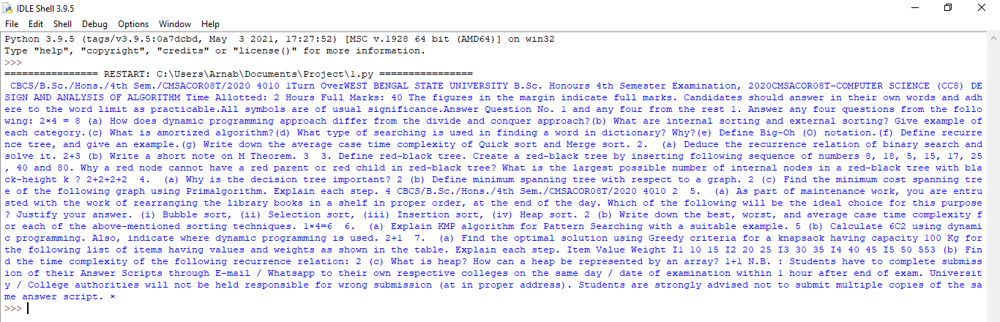 IDLE Shell 3.9.5
File Edit Shell Debug Options Window Help
Python 3.9.5 (tags/v3.9.5:0a7dcbd, May  3 2021, 17:27:52) [MSC v.1928 64 bit (AMD64)] on win32
Type "help", "copyright", "credits" or "license()" for more information.
>>>
================ RESTART: C:\Users\Arnab\Documents\Project\1.py ================
CBCS/B.Sc./Hons./4th Sem./CMSACOR08T/2020 4010 1Turn OverWEST BENGAL STATE UNIVERSITY B.Sc. Honours 4th Semester Examination, 2020CMSACOR08T-COMPUTER SCIENCE (CC8) DE
SIGN AND ANALYSIS OF ALGORITHM Time Allotted: 2 Hours Full Marks: 40 The figures in the margin indicate full marks. Candidates should answer in their own words and adh
ere to the word limit as practicable.All symbols are of usual significance.Answer Question No. 1 and any four from the rest 1. Answer any four questions from the follo
wing: 2×4 = 8 (a) How does dynamic programming approach differ from the divide and conquer approach?(b) What are internal sorting and external sorting? Give example of
each category.(c) What is amortized algorithm?(d) What type of searching is used in finding a word in dictionary? Why?(e) Define Big-Oh (O) notation.(f) Define recurre
nce tree, and give an example.(g) Write down the average case time complexity of Quick sort and Merge sort. 2.  (a) Deduce the recurrence relation of binary search and
solve it. 2+3 (b) Write a short note on M Theorem. 3  3. Define red-black tree. Create a red-black tree by inserting following sequence of numbers 8, 18, 5, 15, 17, 25
, 40 and 80. Why a red node cannot have a red parent or red child in red-black tree? What is the largest possible number of internal nodes in a red-black tree with bla
ck-height k ? 2+2+2+2  4.  (a) Why is the decision tree important? 2 (b) Define minimum spanning tree with respect to a graph. 2 (c) Find the minimum cost spanning tre
e of the following graph using Primalgorithm. Explain each step. 4 CBCS/B.Sc./Hons./4th Sem./CMSACOR08T/2020 4010 2  5.  (a) As part of maintenance work, you are entru
sted with the work of rearranging the library books in a shelf in proper order, at the end of the day. Which of the following will be the ideal choice for this purpose
? Justify your answer. (i) Bubble sort, (ii) Selection sort, (iii) Insertion sort, (iv) Heap sort. 2 (b) Write down the best, worst, and average case time complexity f
or each of the above-mentioned sorting techniques. 1×4=6  6.  (a) Explain KMP algorithm for Pattern Searching with a suitable example. 5 (b) Calculate 6C2 using dynami
c programming. Also, indicate where dynamic programming is used. 2+1  7.  (a) Find the optimal solution using Greedy criteria for a knapsack having capacity 100 Kg for
the following list of items having values and weights as shown in the table. Explain each step. Item Value Weight I1 10 15 I2 20 25 I3 30 35 I4 40 45 I5 50 553 (b) Fin
d the time complexity of the following recurrence relation: 2 (c) What is heap? How can a heap be represented by an array? 1+1 N.B. : Students have to complete submiss
ion of their Answer Scripts through E-mail / Whatsapp to their own respective colleges on the same day / date of examination within 1 hour after end of exam. Universit
y / College authorities will not be held responsible for wrong submission (at in proper address). Students are strongly advised not to submit multiple copies of the sa
me answer script. ×
>>>